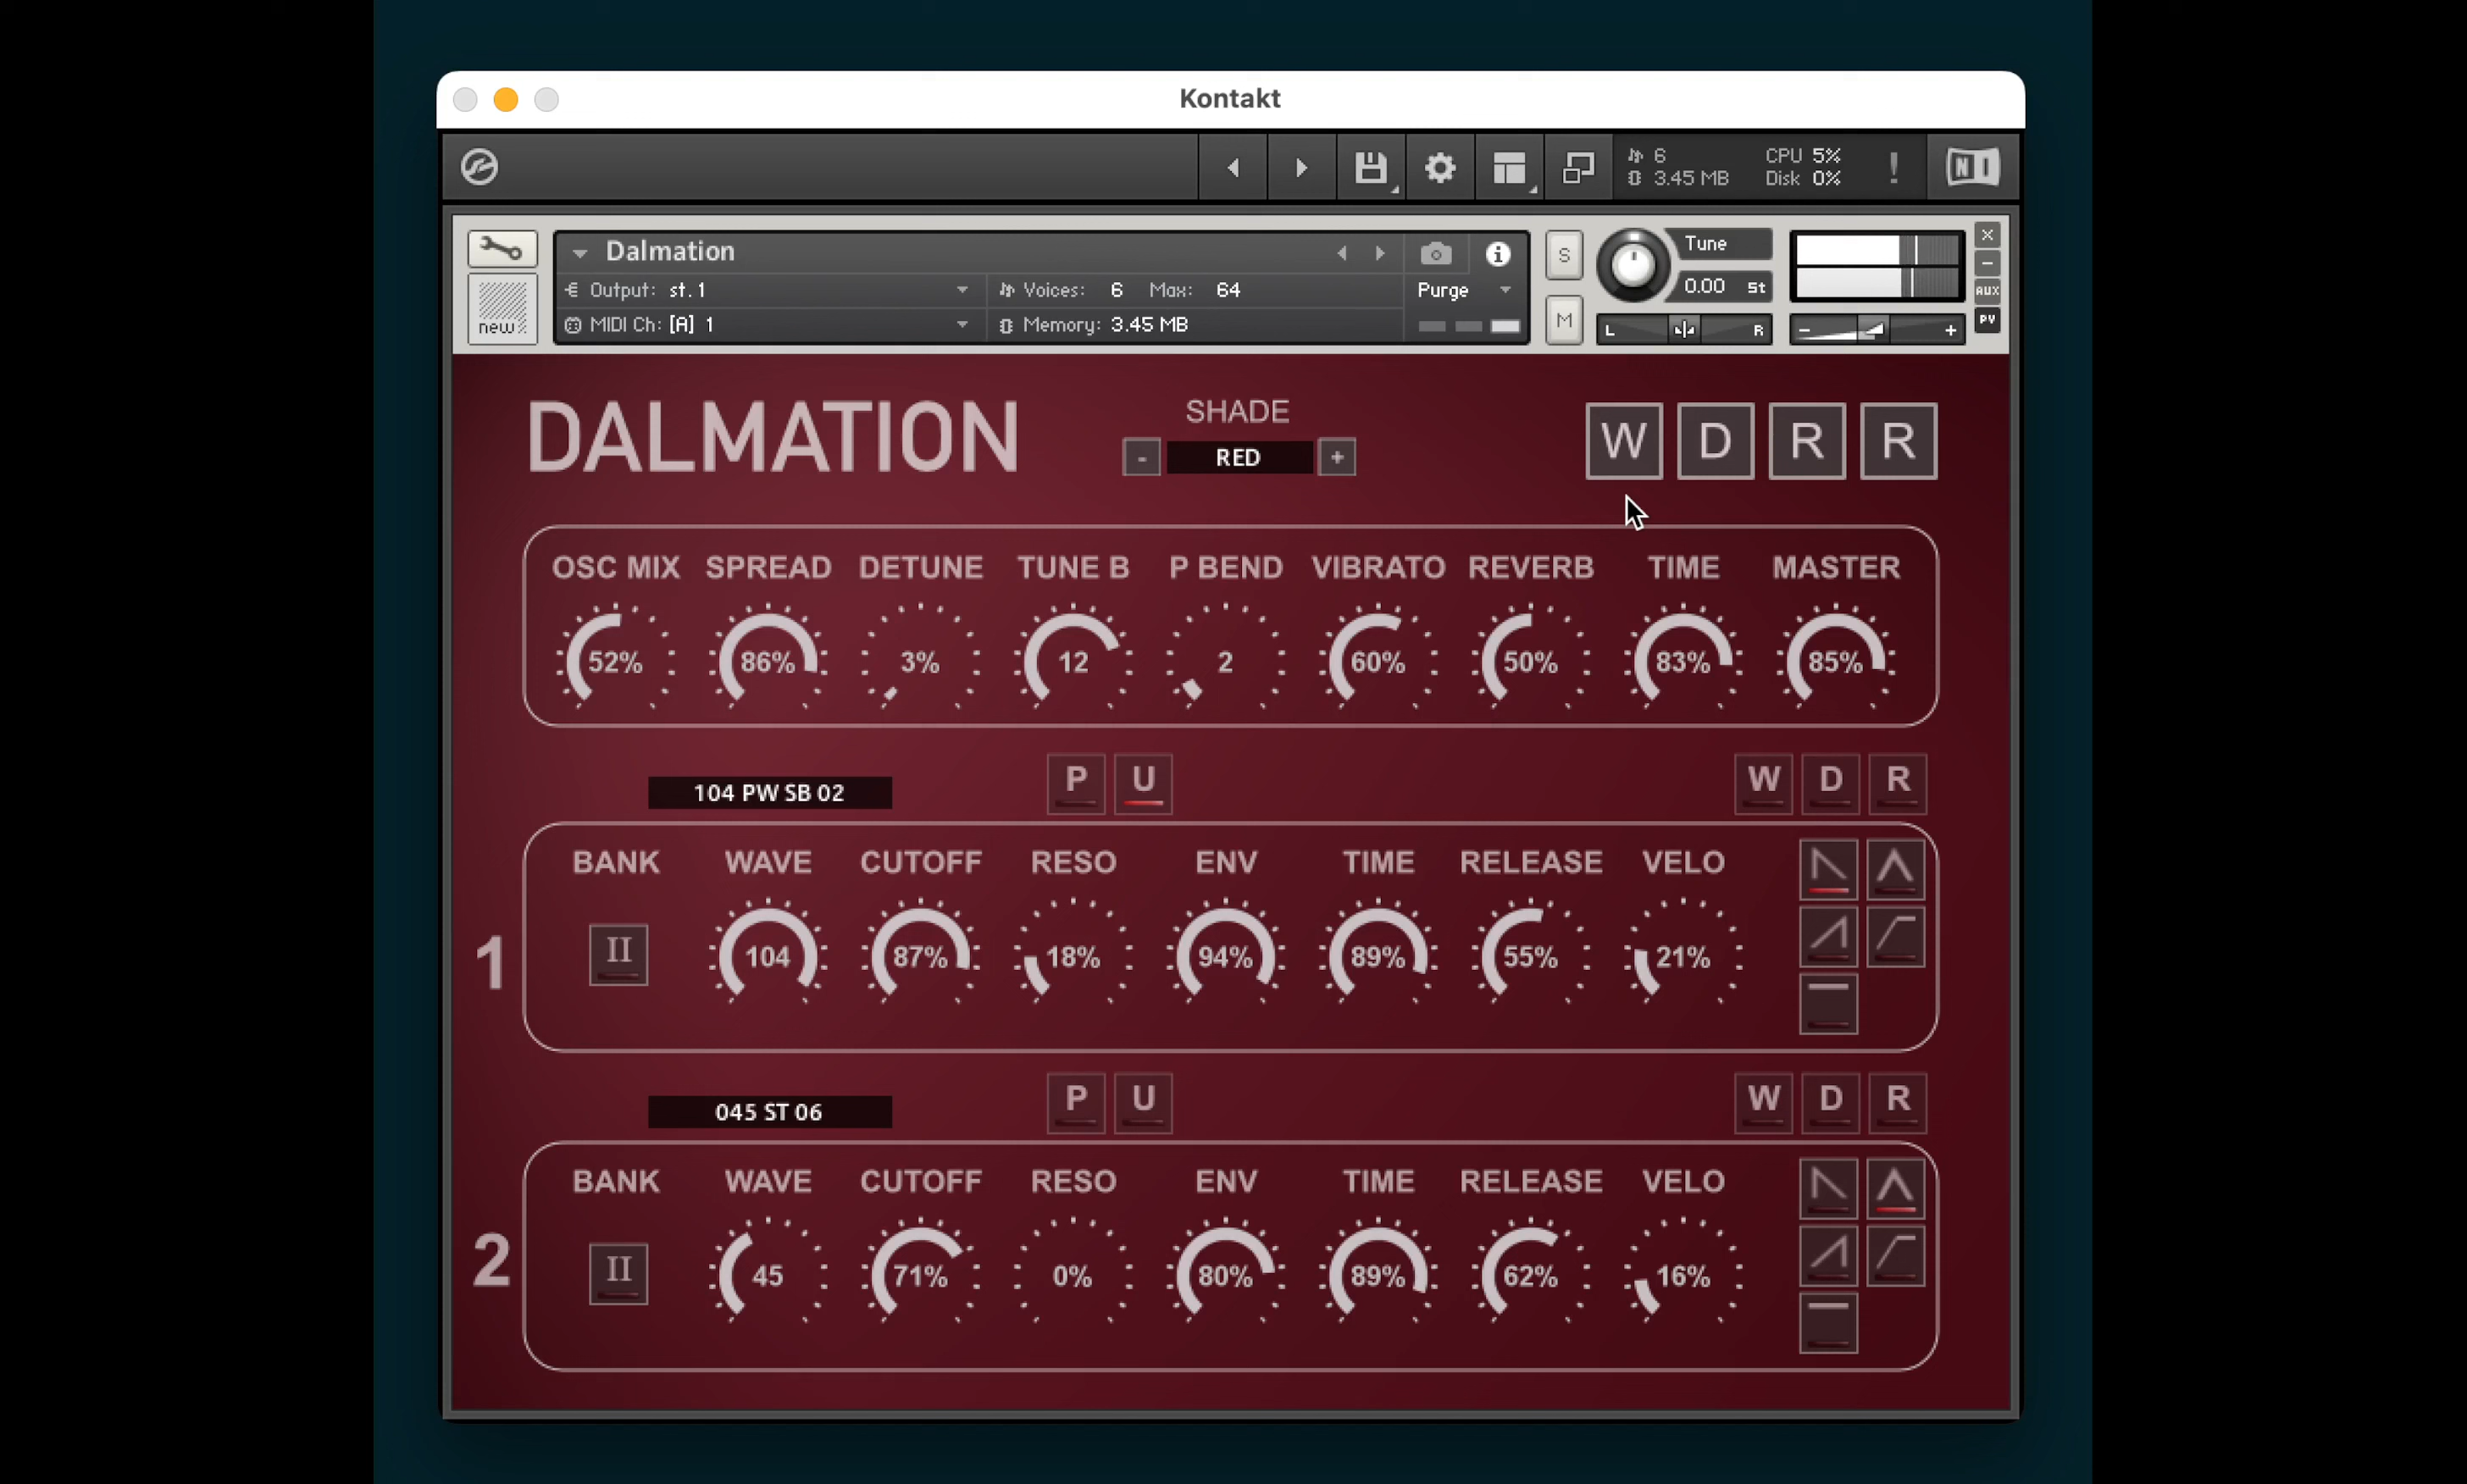 Kontakt
6 CPU 5%
3.45 MB Disk 0%
NI
Dalmation
i
S
Tune
x
Output: st.1 Voices: 6 Max: 64 Purge
0.00 st
-
AUX
new
MIDI Ch: [A] 1 Memory: 3.45 MB
M
L R
- +
PV
DALMATION
SHADE
- RED +
W D R R
OSC MIX SPREAD DETUNE TUNE B P BEND VIBRATO REVERB TIME MASTER
52% 86% 3% 12 2 60% 50% 83% 85%
104 PW SB 02 P U W D R
BANK WAVE CUTOFF RESO ENV TIME RELEASE VELO
1 II 104 87% 18% 94% 89% 55% 21%
045 ST 06 P U W D R
BANK WAVE CUTOFF RESO ENV TIME RELEASE VELO
2 II 45 71% 0% 80% 89% 62% 16%